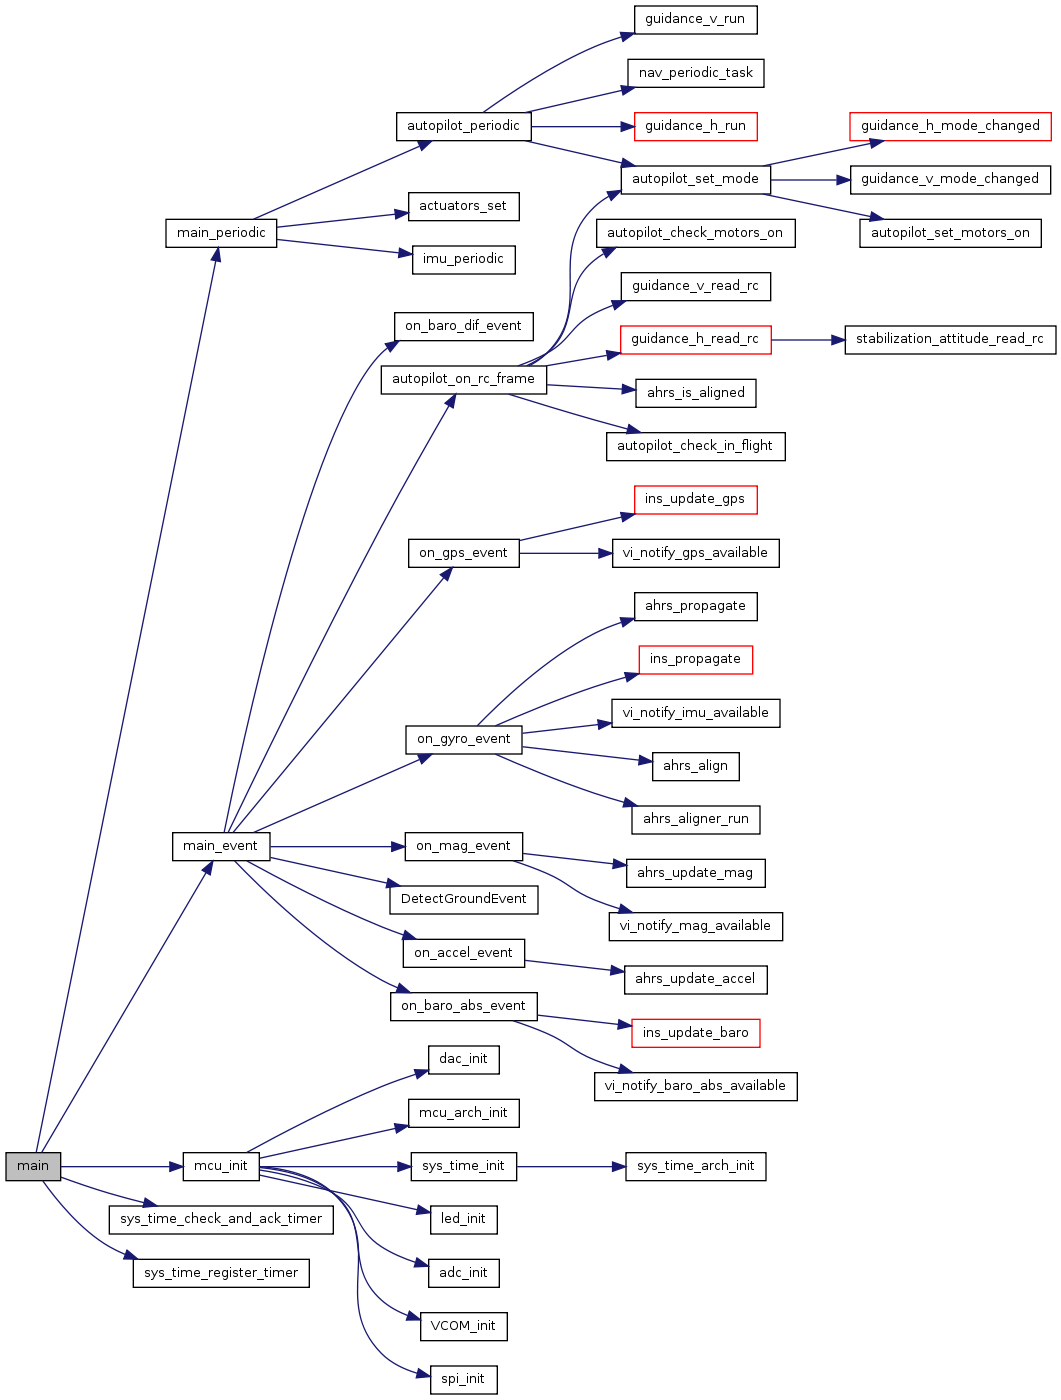 guidance_v_run
nav_periodic_task
autopilot_periodic
guidance_h_run
guidance_h_mode_changed
autopilot_set_mode
guidance_v_mode_changed
actuators_set
main_periodic
autopilot_check_motors_on
autopilot_set_motors_on
imu_periodic
guidance_v_read_rc
on_baro_dif_event
guidance_h_read_rc
stabilization_attitude_read_rc
autopilot_on_rc_frame
ahrs_is_aligned
autopilot_check_in_flight
ins_update_gps
on_gps_event
vi_notify_gps_available
ahrs_propagate
ins_propagate
vi_notify_imu_available
on_gyro_event
ahrs_align
ahrs_aligner_run
main_event
on_mag_event
ahrs_update_mag
DetectGroundEvent
vi_notify_mag_available
on_accel_event
ahrs_update_accel
on_baro_abs_event
ins_update_baro
dac_init
vi_notify_baro_abs_available
mcu_arch_init
main
mcu_init
sys_time_init
sys_time_arch_init
sys_time_check_and_ack_timer
led_init
sys_time_register_timer
adc_init
VCOM_init
spi_init